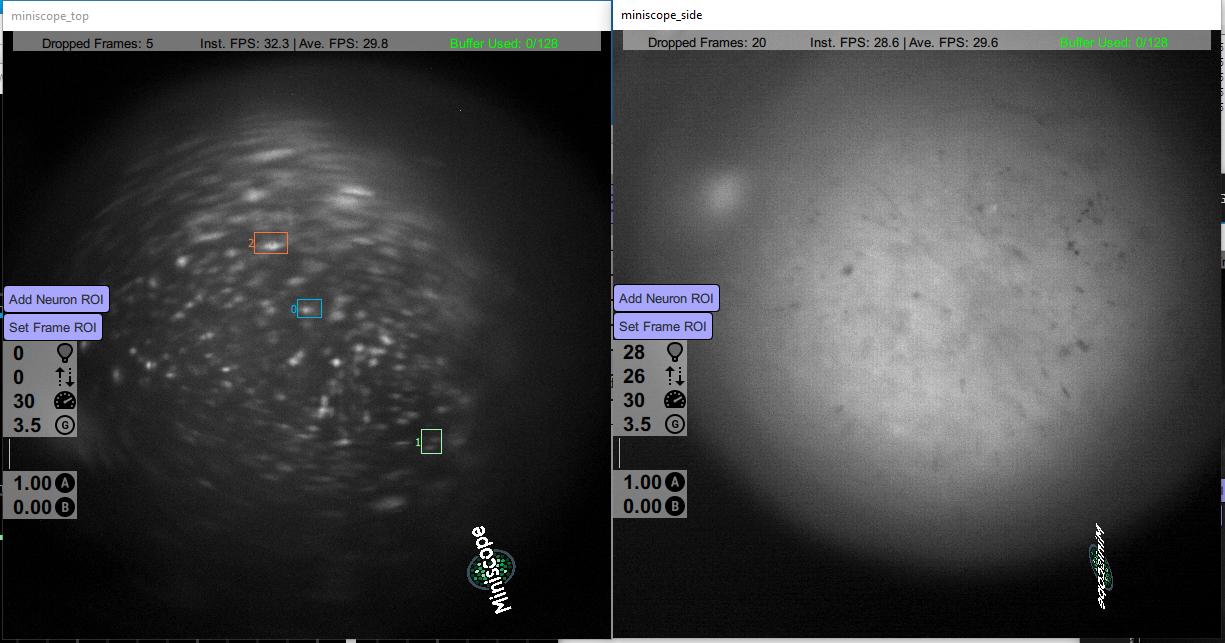 miniscope_top
Dropped Frames: 5
Inst. FPS: 32.3 | Ave. FPS: 29.8
Buffer Used: 0/128
2
0
1
Add Neuron ROI
Set Frame ROI
0
0
30
3.5 G
1.00 A
0.00 B
Miniscope
miniscope_side
Dropped Frames: 20
Inst. FPS: 28.6 | Ave. FPS: 29.6
Buffer Used: 0/128
Add Neuron ROI
Set Frame ROI
28
26
30
3.5 G
1.00 A
0.00 B
Miniscope